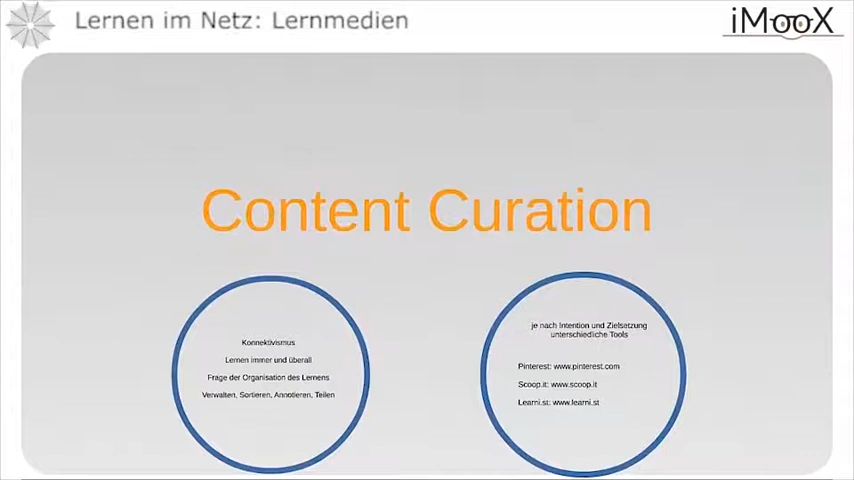 Lernen im Netz: Lernmedien
iMooX
Content Curation
Konnektivismus
Lernen immer und überall
Frage der Organisation des Lernens
Verwalten, Sortieren, Annotieren, Teilen
je nach Intention und Zielsetzung
unterschiedliche Tools
Pinterest: www.pinterest.com
Scoop.it: www.scoop.it
Learni.st: www.learni.st